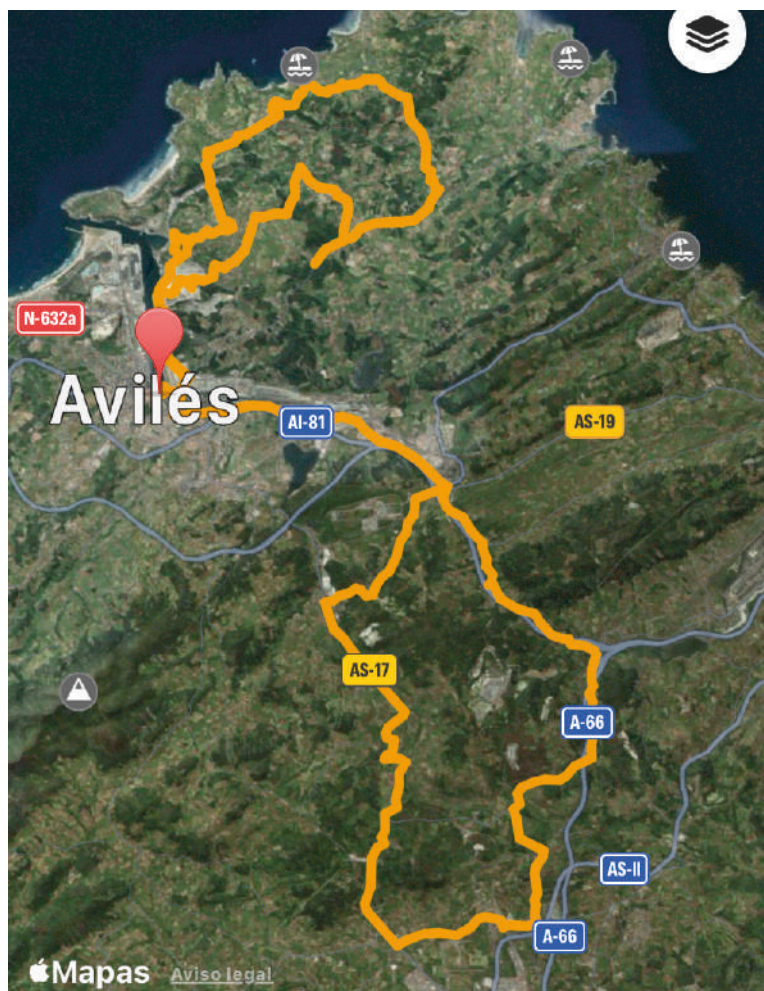 N-632a
Avilés
AI-81
AS-19
AS-17
A-66
AS-II
A-66
Mapas
Aviso legal